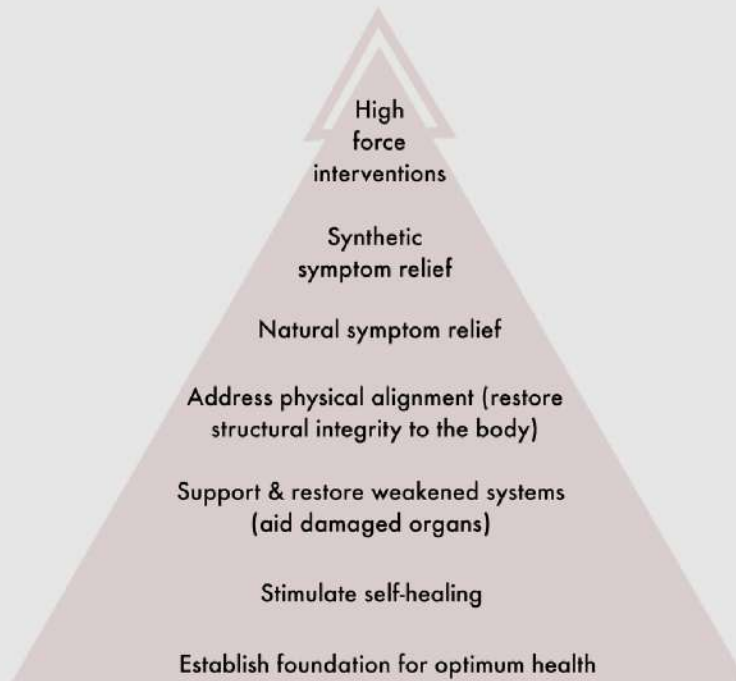 High
force
interventions
Synthetic
symptom relief
Natural symptom relief
Address physical alignment (restore
structural integrity to the body)
Support & restore weakened systems
(aid damaged organs)
Stimulate self-healing
Establish foundation for optimum health